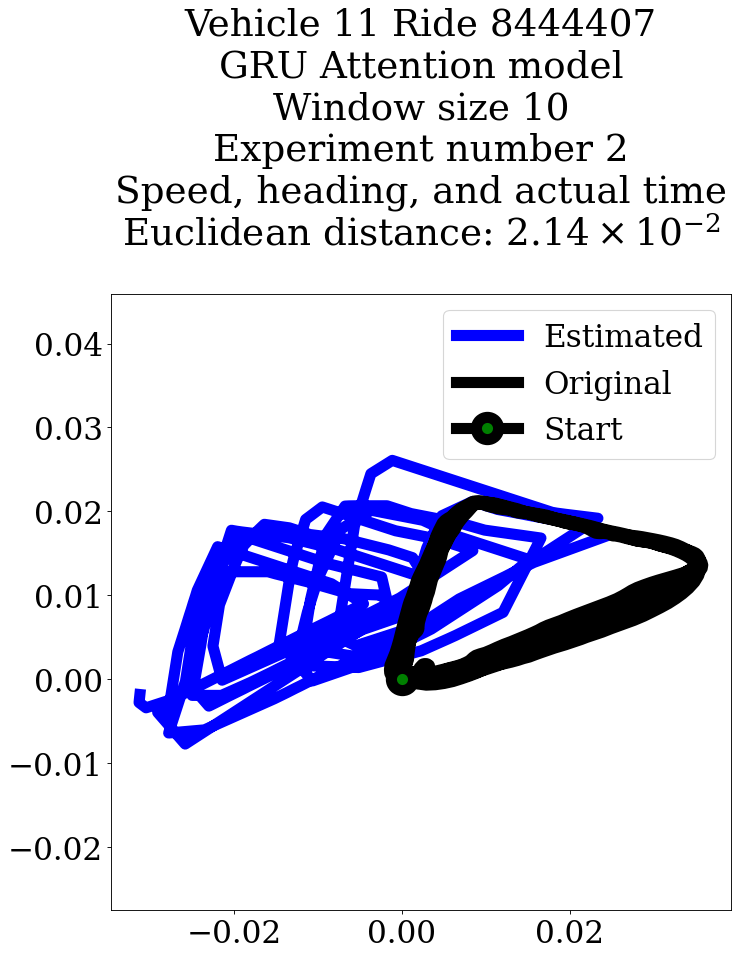 Vehicle 11 Ride 8444407
GRU Attention model
Window size 10
Experiment number 2
Speed, heading, and actual time
Euclidean distance: 2.14 × 10⁻²
Estimated
Original
Start
0.04
0.03
0.02
0.01
0.00
−0.01
−0.02
−0.02 0.00 0.02